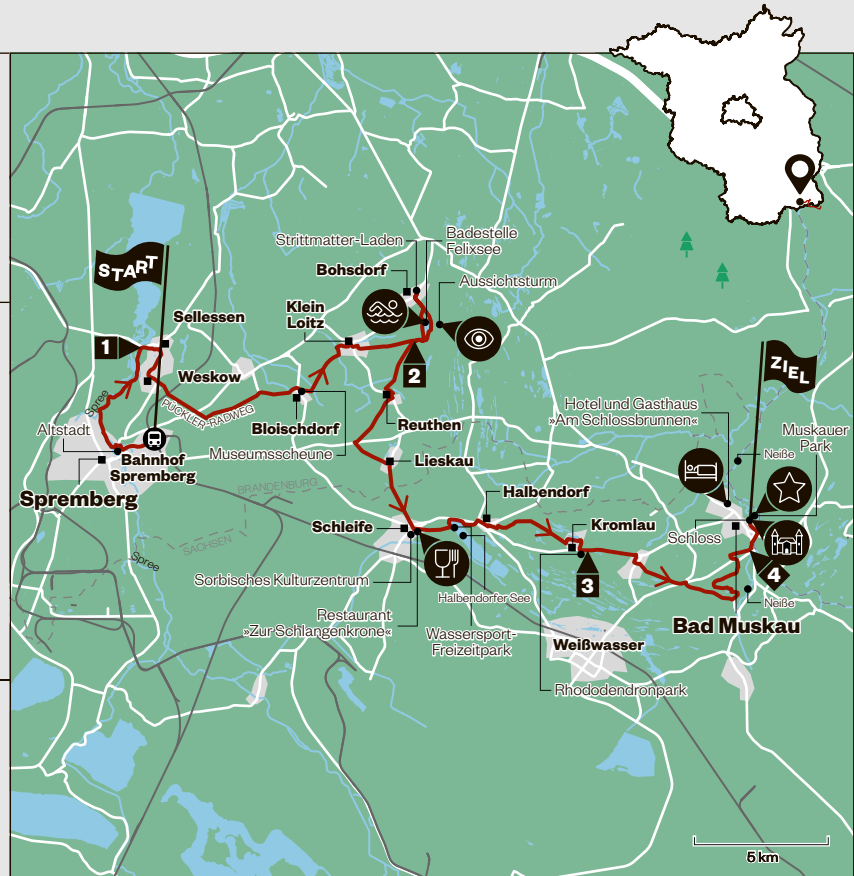 START
Strittmatter-Laden
Badestelle
Felixsee
Bohsdorf
Aussichtsturm
Klein
Loitz
Sellessen
1
2
ZIEL
Weskow
PÜCKLER-RADWEG
Spree
Altstadt
Bahnhof
Spremberg
Spremberg
Bloischdorf
Museumsscheune
Reuthen
Lieskau
Hotel und Gasthaus
»Am Schlossbrunnen«
Muskauer
Park
Neiße
BRANDENBURG
SACHSEN
Spree
Halbendorf
Schleife
Kromlau
Schloss
3
4
Sorbisches Kulturzentrum
Halbendorfer See
Restaurant
»Zur Schlangenkrone«
Wassersport-
Freizeitpark
Neiße
Bad Muskau
Weißwasser
Rhododendronpark
5 km